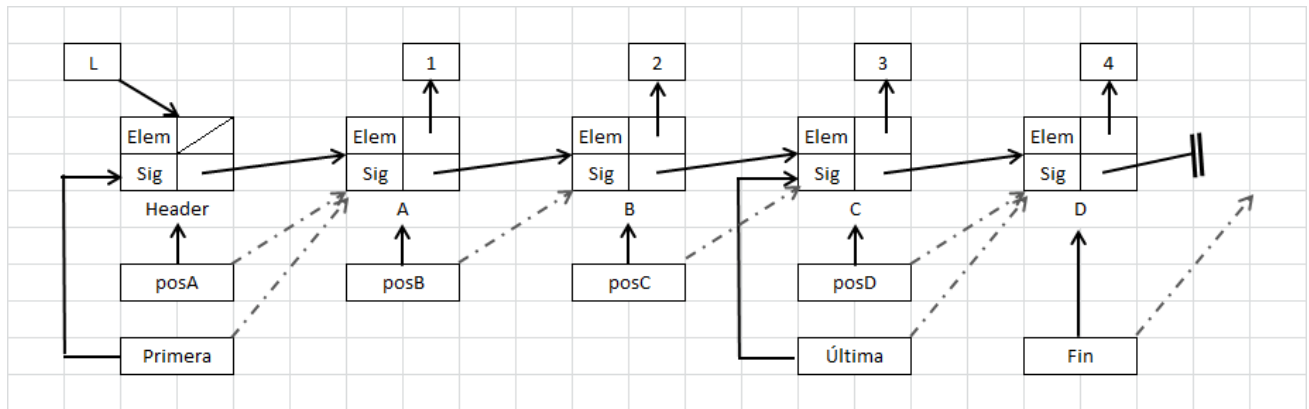 L 1 2 3 4
Elem Elem Elem Elem Elem
Sig Sig Sig Sig Sig
Header A B C D
posA posB posC posD
Primera Última Fin